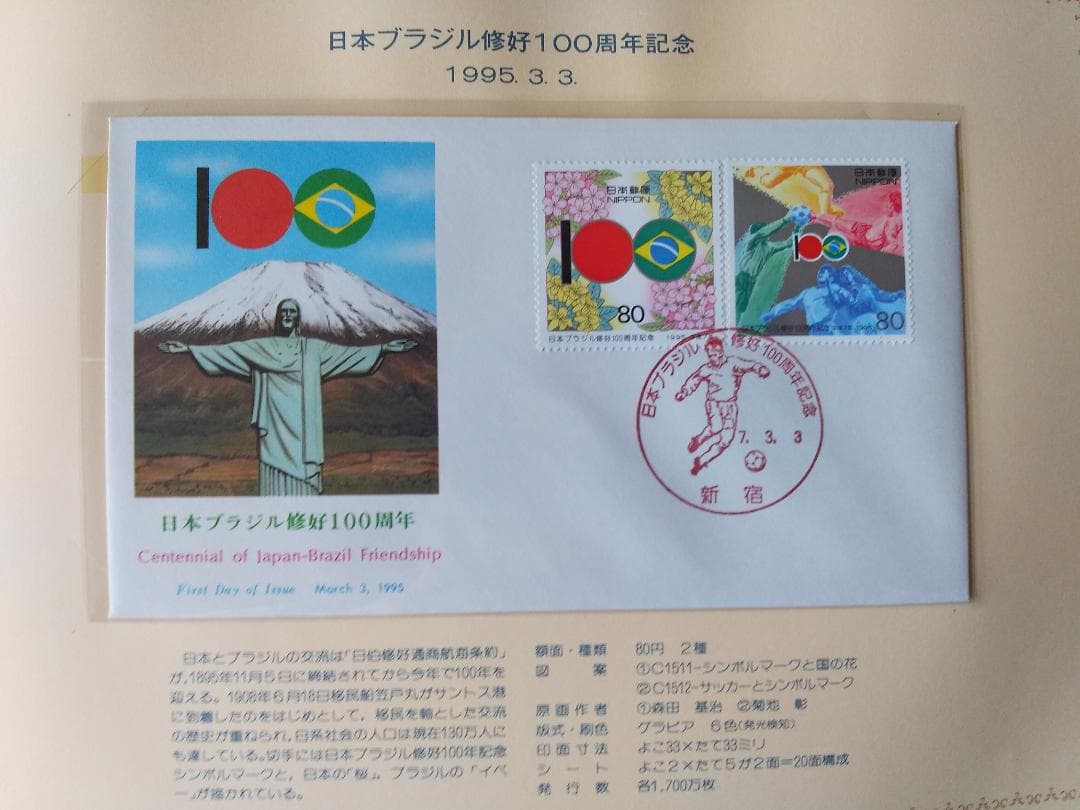 日本ブラジル修好100周年記念
1995. 3. 3.
100
日本郵便
NIPPON
100
80
日本ブラジル修好100周年記念 1995
日本郵便
NIPPON
100
80
日本ブラジル修好100周年記念
7. 3. 3
新宿
日本ブラジル修好100周年
Centennial of Japan-Brazil Friendship
First Day of Issue March 3, 1995
日本とブラジルの交流は「日伯修好通商航海条約」
が,1895年11月5日に締結されてから今年で100年を
迎える。1908年6月18日移民船笠戸丸がサントス港
に到着したのをはじめとして，移民を軸とした交流
の歴史が重ねられ,日系社会の人口は現在130万人に
も達している。切手には日本ブラジル修好100年記念
シンボルマークと，日本の「桜」，ブラジルの「イペ
ー」が描かれている。
額面・種類 80円 2種
図案 ①C1511-シンボルマークと国の花
②C1512-サッカーとシンボルマーク
原画作者 ①森田 基治 ②菊池 彰
版式・刷色 グラビア 6色(発光検知)
印面寸法 よこ33×たて33ミリ
シート よこ2×たて5が2面=20面構成
発行数 各1,700万枚